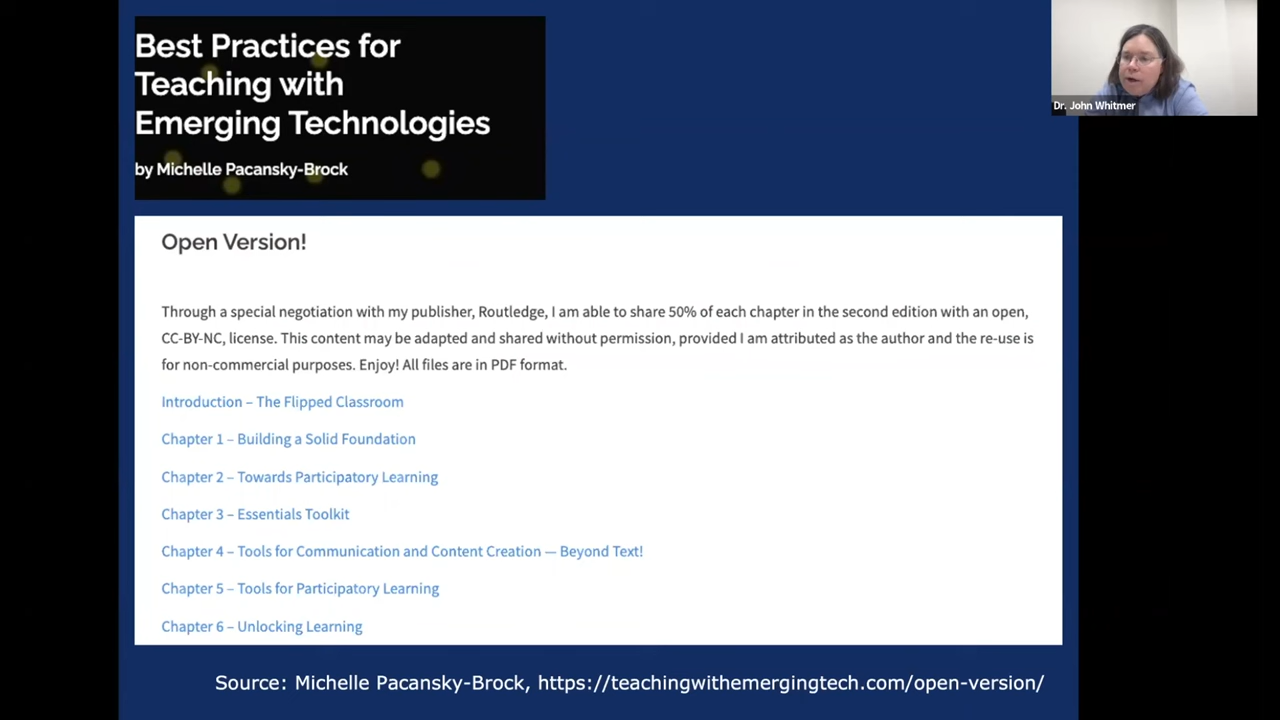 Best Practices for
Teaching with
Emerging Technologies
by Michelle Pacansky-Brock
Dr. John Whitmer
Open Version!
Through a special negotiation with my publisher, Routledge, I am able to share 50% of each chapter in the second edition with an open,
CC-BY-NC, license. This content may be adapted and shared without permission, provided I am attributed as the author and the re-use is
for non-commercial purposes. Enjoy! All files are in PDF format.
Introduction – The Flipped Classroom
Chapter 1 – Building a Solid Foundation
Chapter 2 – Towards Participatory Learning
Chapter 3 – Essentials Toolkit
Chapter 4 – Tools for Communication and Content Creation — Beyond Text!
Chapter 5 – Tools for Participatory Learning
Chapter 6 – Unlocking Learning
Source: Michelle Pacansky-Brock, https://teachingwithemergingtech.com/open-version/